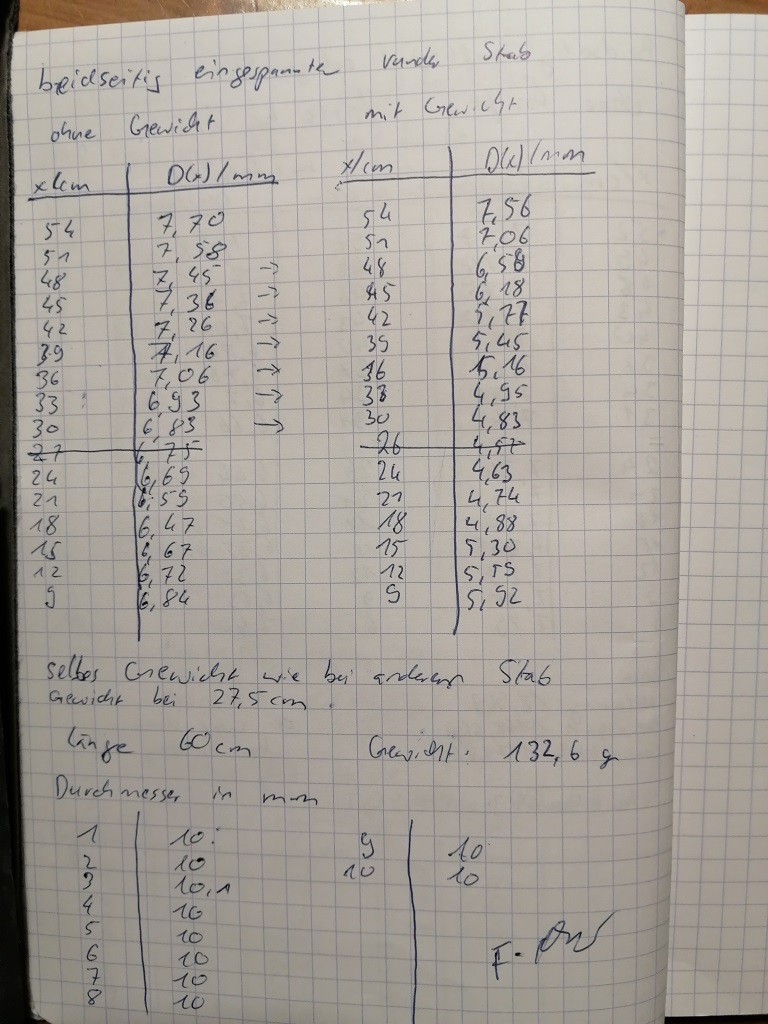 beidseitig eingespannter runder Stab
ohne Gewicht mit Gewicht
x/cm D(x)/mm x/cm D(x)/mm
54 7,70 54 7,56
51 7,58 51 7,06
48 7,45 → 48 6,58
45 7,36 → 45 6,18
42 7,26 → 42 5,77
39 7,16 → 39 5,45
36 7,06 → 36 5,16
33 6,93 → 33 4,95
30 6,83 → 30 4,83
27 6,75 26 4,57
24 6,69 24 4,63
21 6,59 21 4,74
18 6,47 18 4,88
15 6,67 15 5,30
12 6,72 12 5,59
9 6,84 9 5,92
selbes Gewicht wie bei anderem Stab
Gewicht bei 27,5 cm
Länge 60 cm Gewicht: 132,6 g
Durchmesser in mm
1 10 9 10
2 10 10 10
3 10,1
4 10
5 10
6 10
7 10
8 10